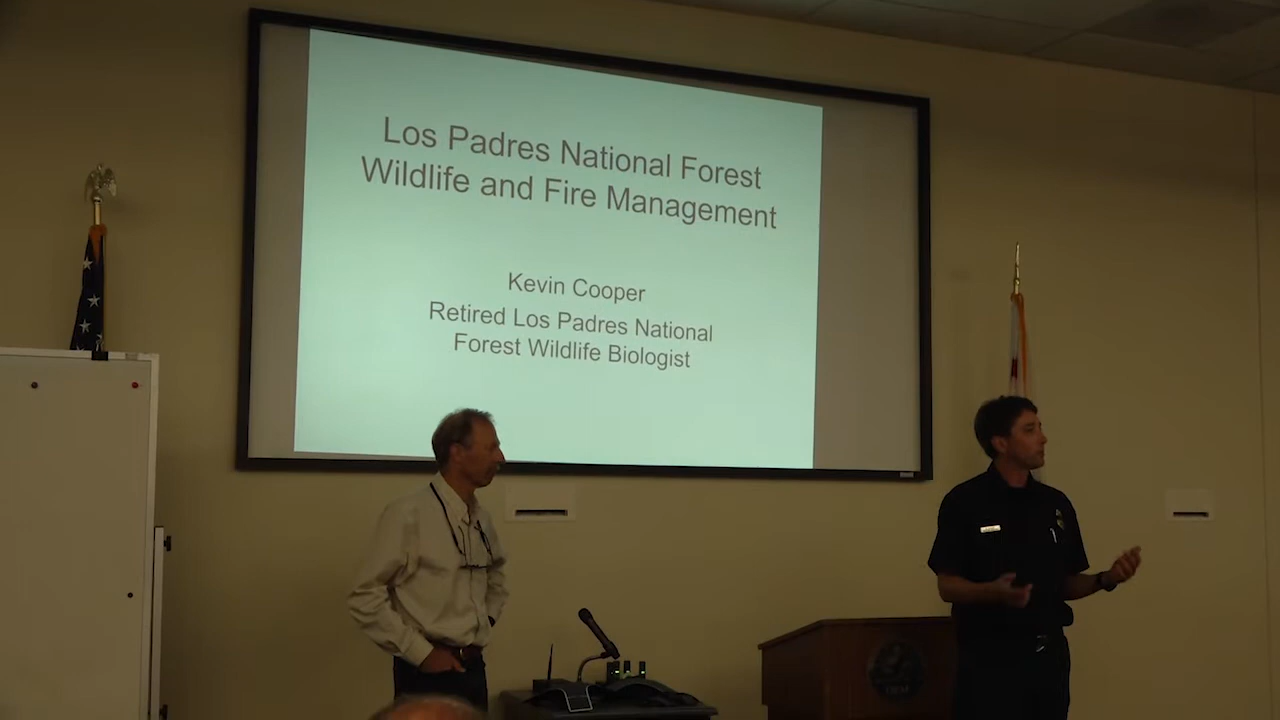 Los Padres National Forest
Wildlife and Fire Management
Kevin Cooper
Retired Los Padres National
Forest Wildlife Biologist